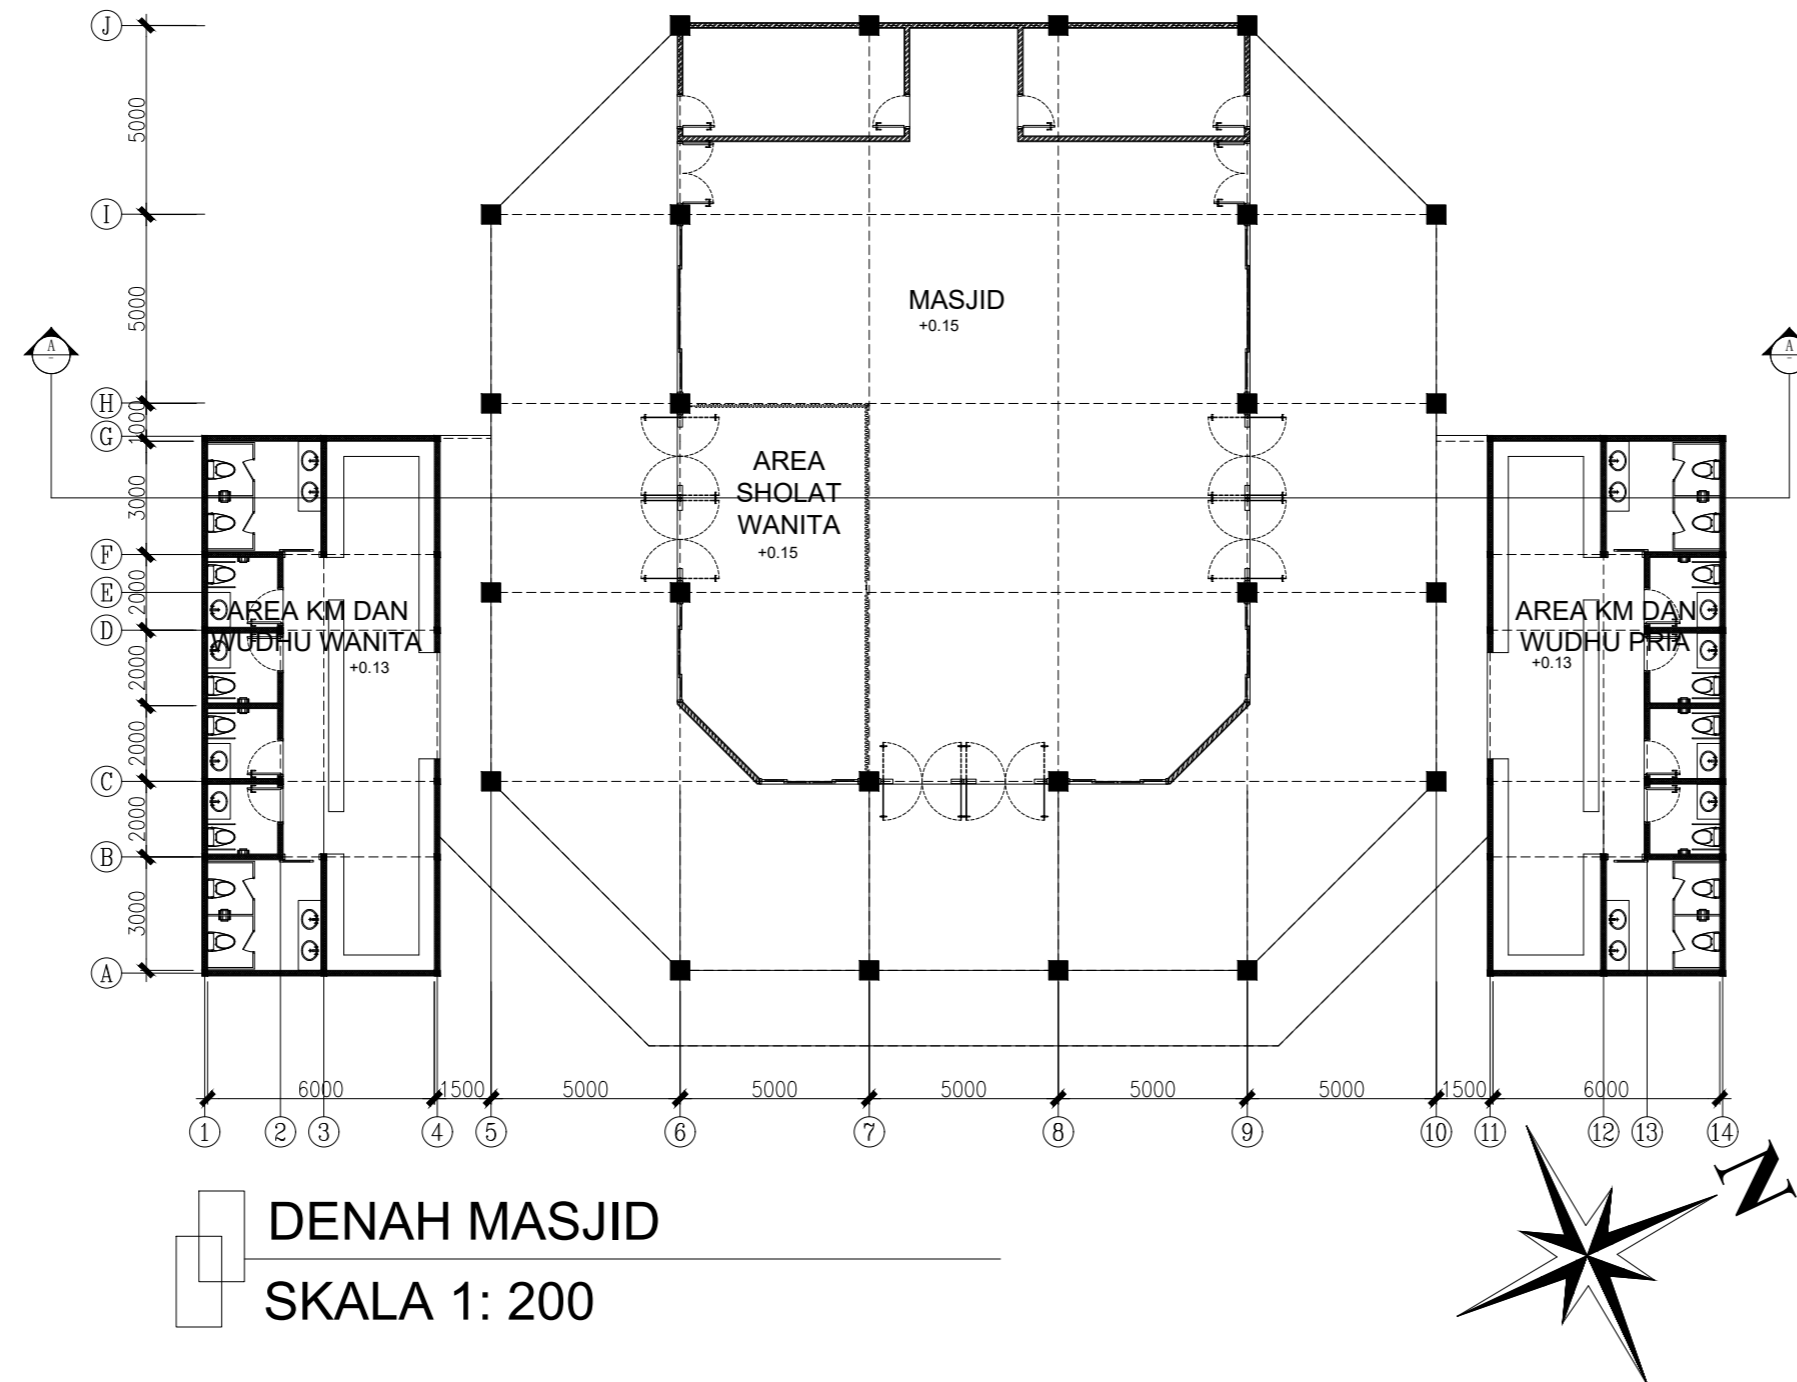 J
5000
I
5000
MASJID
+0.15
A
-
A
-
H
1000
G
AREA
SHOLAT
WANITA
+0.15
3000
F
2000
E
AREA KM DAN
WUDHU WANITA
+0.13
AREA KM DAN
WUDHU PRIA
+0.13
D
2000
2000
C
2000
B
3000
A
6000 1500 5000 5000 5000 5000 5000 1500 6000
1 2 3 4 5 6 7 8 9 10 11 12 13 14
N
DENAH MASJID
SKALA 1: 200